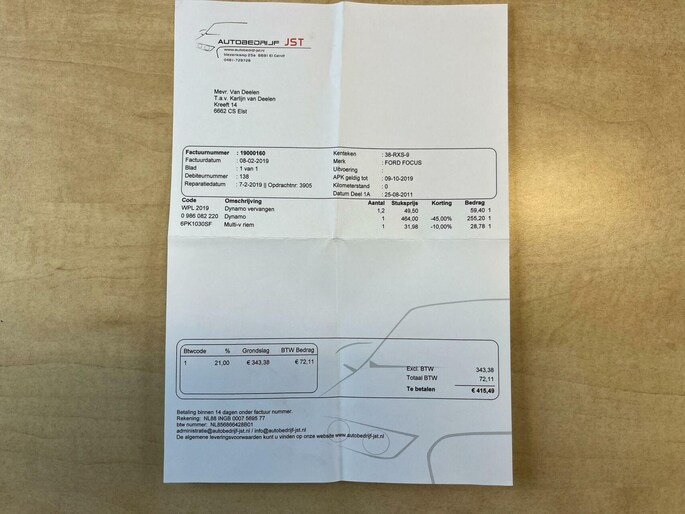 AUTOBEDRIJF JST
www.autobedrijf-jst.nl
6691 EI Gendt
0481-
Mevr. Van Deelen
T.a.v. Karlijn van Deelen
Kreeft 14
6662 CS Elst
Factuurnummer : 19000160
Factuurdatum : 08-02-2019
Blad : 1 van 1
Debiteurnummer : 138
Reparatiedatum : 7-2-2019 || Opdrachtnr: 3905
Kenteken : 38-RXS-9
Merk : FORD FOCUS
Uitvoering :
APK geldig tot : 09-10-2019
Kilometerstand : 0
Datum Deel 1A : 25-08-2011
Code Omschrijving Aantal Stuksprijs Korting Bedrag
WPL 2019 Dynamo vervangen 1,2 49,50 59,40 1
0 986 082 220 Dynamo 1 464,00 -45,00% 255,20 1
6PK1030SF Multi-v riem 1 31,98 -10,00% 28,78 1
Btwcode % Grondslag BTW Bedrag
1 21,00 € 343,38 € 72,11
Excl. BTW 343,38
Totaal BTW 72,11
Te betalen € 415,49
Betaling binnen 14 dagen onder factuur nummer.
Rekening: NL88 INGB 0007 5695 77
btw nummer: NL856866428B01
administratie@autobedrijf-jst.nl / info@autobedrijf-jst.nl
De algemene leveringsvoorwaarden kunt u vinden op onze website www.autobedrijf-jst.nl